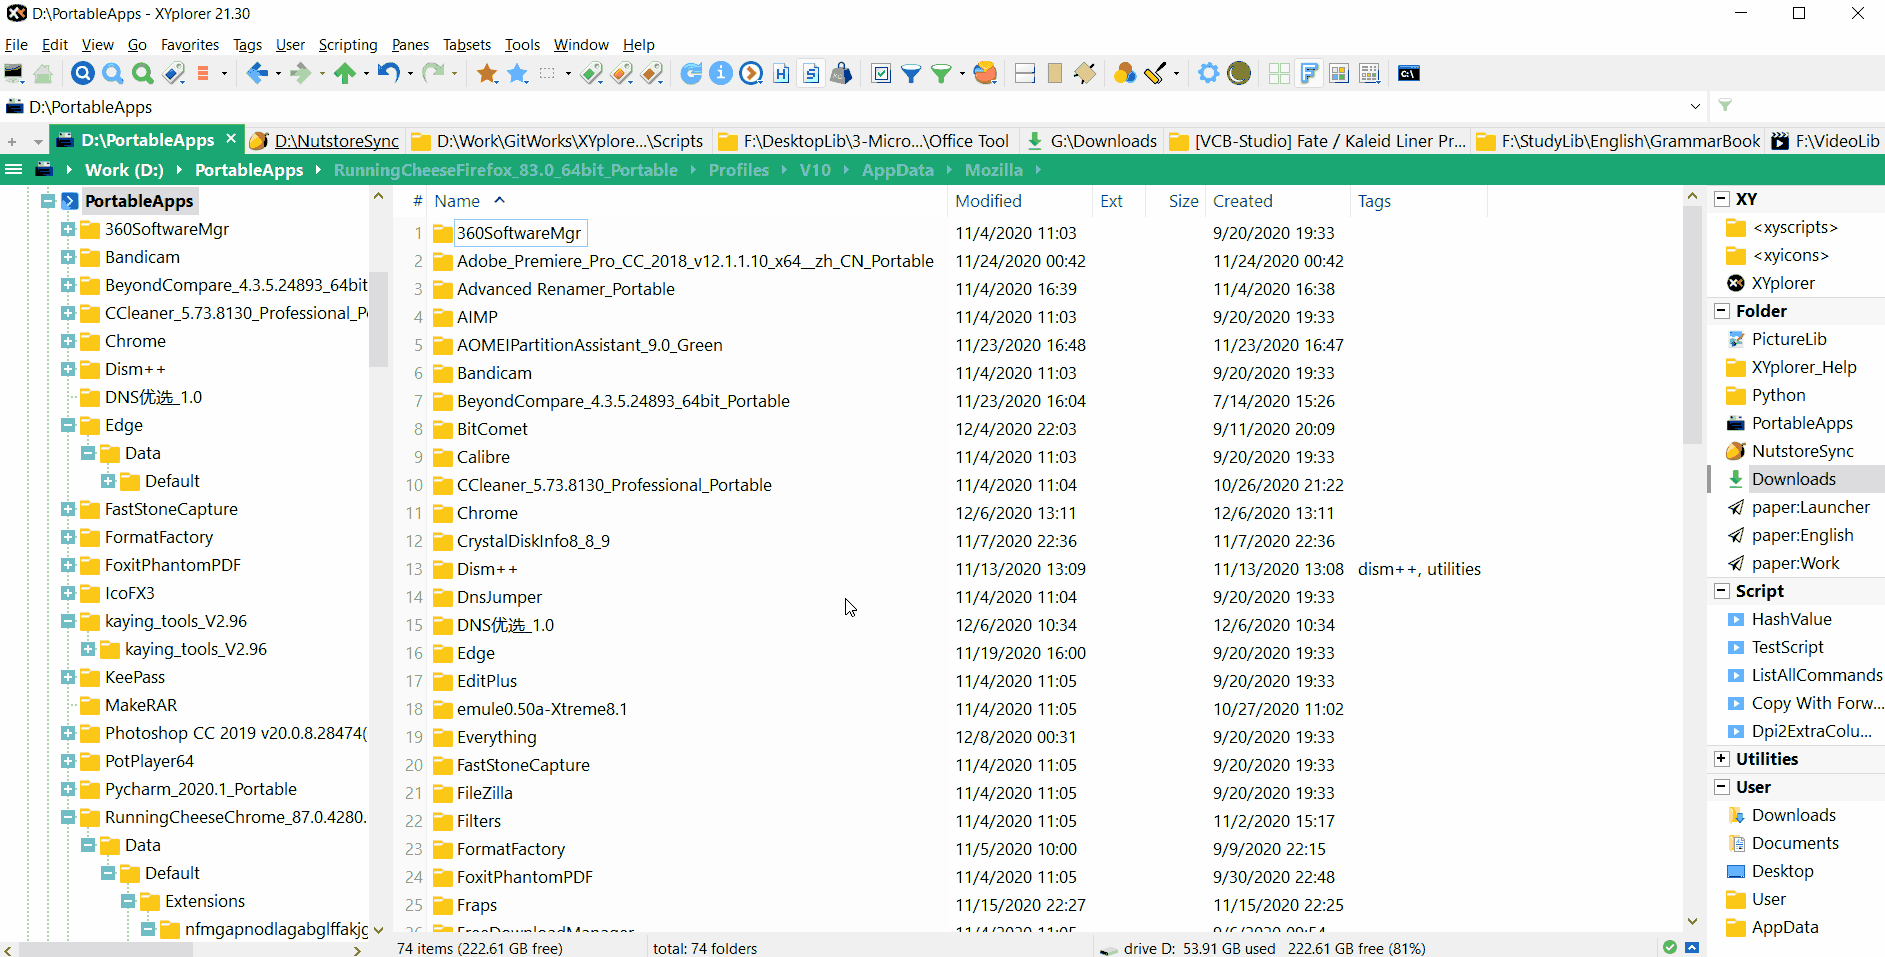 D:\PortableApps - XYplorer 21.30
File Edit View Go Favorites Tags User Scripting Panes Tabsets Tools Window Help
D:\PortableApps
D:\PortableApps D:\NutstoreSync D:\Work\GitWorks\XYplore...\Scripts F:\DesktopLib\3-Micro...\Office Tool G:\Downloads [VCB-Studio] Fate / Kaleid Liner Pr... F:\StudyLib\English\GrammarBook F:\VideoLib
Work (D:) PortableApps RunningCheeseFirefox_83.0_64bit_Portable Profiles V10 AppData Mozilla
PortableApps
360SoftwareMgr
Bandicam
BeyondCompare_4.3.5.24893_64bit
CCleaner_5.73.8130_Professional_P
Chrome
Dism++
DNS优选_1.0
Edge
Data
Default
FastStoneCapture
FormatFactory
FoxitPhantomPDF
IcoFX3
kaying_tools_V2.96
kaying_tools_V2.96
KeePass
MakeRAR
Photoshop CC 2019 v20.0.8.28474(
PotPlayer64
Pycharm_2020.1_Portable
RunningCheeseChrome_87.0.4280.
Data
Default
Extensions
nfmgapnodlagabglffakjg
# Name Modified Ext Size Created Tags
1 360SoftwareMgr 11/4/2020 11:03 9/20/2020 19:33
2 Adobe_Premiere_Pro_CC_2018_v12.1.1.10_x64__zh_CN_Portable 11/24/2020 00:42 11/24/2020 00:42
3 Advanced Renamer_Portable 11/4/2020 16:39 11/4/2020 16:38
4 AIMP 11/4/2020 11:03 9/20/2020 19:33
5 AOMEIPartitionAssistant_9.0_Green 11/23/2020 16:48 11/23/2020 16:47
6 Bandicam 11/4/2020 11:03 9/20/2020 19:33
7 BeyondCompare_4.3.5.24893_64bit_Portable 11/23/2020 16:04 7/14/2020 15:26
8 BitComet 12/4/2020 22:03 9/11/2020 20:09
9 Calibre 11/4/2020 11:03 9/20/2020 19:33
10 CCleaner_5.73.8130_Professional_Portable 11/4/2020 11:04 10/26/2020 21:22
11 Chrome 12/6/2020 13:11 12/6/2020 13:11
12 CrystalDiskInfo8_8_9 11/7/2020 22:36 11/7/2020 22:36
13 Dism++ 11/13/2020 13:09 11/13/2020 13:08 dism++, utilities
14 DnsJumper 11/4/2020 11:04 9/20/2020 19:33
15 DNS优选_1.0 12/6/2020 10:34 12/6/2020 10:34
16 Edge 11/19/2020 16:00 9/20/2020 19:33
17 EditPlus 11/4/2020 11:05 9/20/2020 19:33
18 emule0.50a-Xtreme8.1 11/4/2020 11:05 10/27/2020 11:02
19 Everything 12/8/2020 00:31 9/20/2020 19:33
20 FastStoneCapture 11/4/2020 11:05 9/20/2020 19:33
21 FileZilla 11/4/2020 11:05 9/20/2020 19:33
22 Filters 11/4/2020 11:05 11/2/2020 15:17
23 FormatFactory 11/5/2020 10:00 9/9/2020 22:15
24 FoxitPhantomPDF 11/4/2020 11:05 9/30/2020 22:48
25 Fraps 11/15/2020 22:27 11/15/2020 22:25
XY
<xyscripts>
<xyicons>
XYplorer
Folder
PictureLib
XYplorer_Help
Python
PortableApps
NutstoreSync
Downloads
paper:Launcher
paper:English
paper:Work
Script
HashValue
TestScript
ListAllCommands
Copy With Forw...
Dpi2ExtraColu...
Utilities
User
Downloads
Documents
Desktop
User
AppData
74 items (222.61 GB free) total: 74 folders drive D: 53.91 GB used 222.61 GB free (81%)